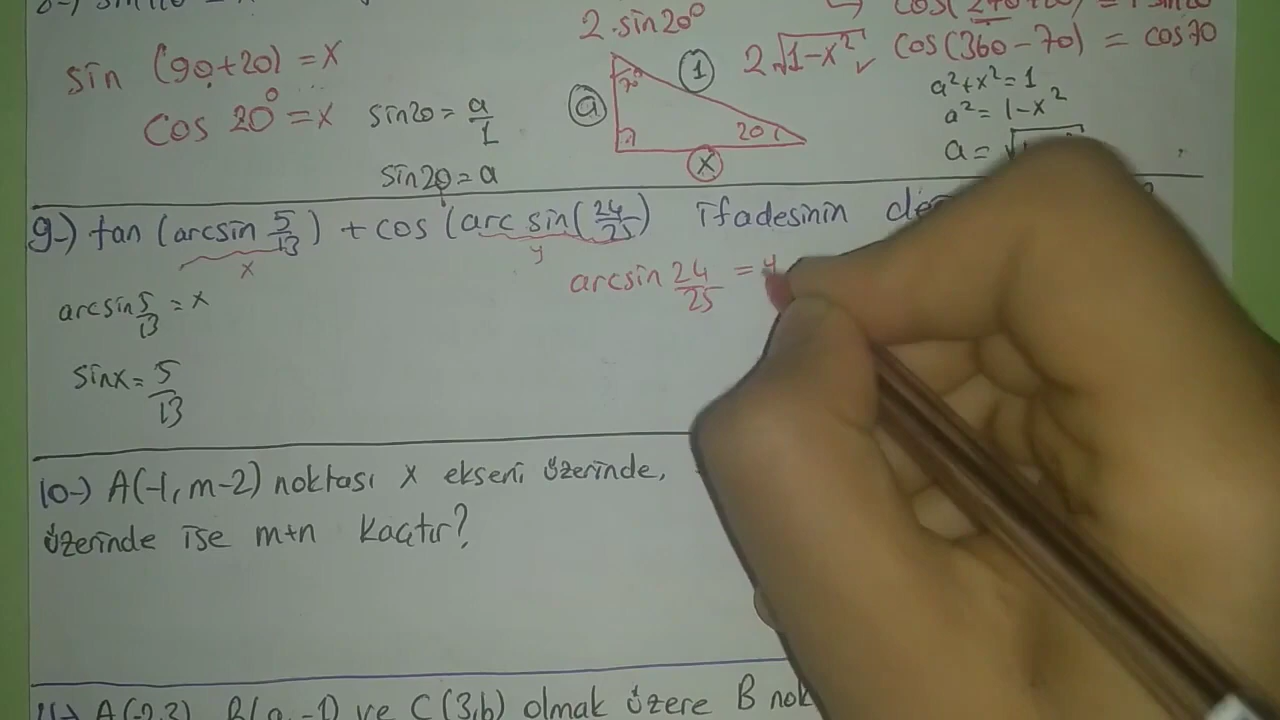 2·sin20°
sin (90+20) = x
cos 20° = x
sin20 = a/1
sin20 = a
a
70°
1
20
x
2√1-x²
cos(360-70) = cos70
a²+x²=1
a²=1-x²
a=
9-) tan (arcsin 5/13) + cos (arc sin(24/25) ifadesinin
x
y
arcsin 5/13 = x
sinx = 5/13
arcsin 24/25 = y
10-) A(-1, m-2) noktası x ekseni üzerinde,
üzerinde ise m+n kaçtır?
11-) A(-2,3), B(a,-1) ve C(3,b) olmak üzere B